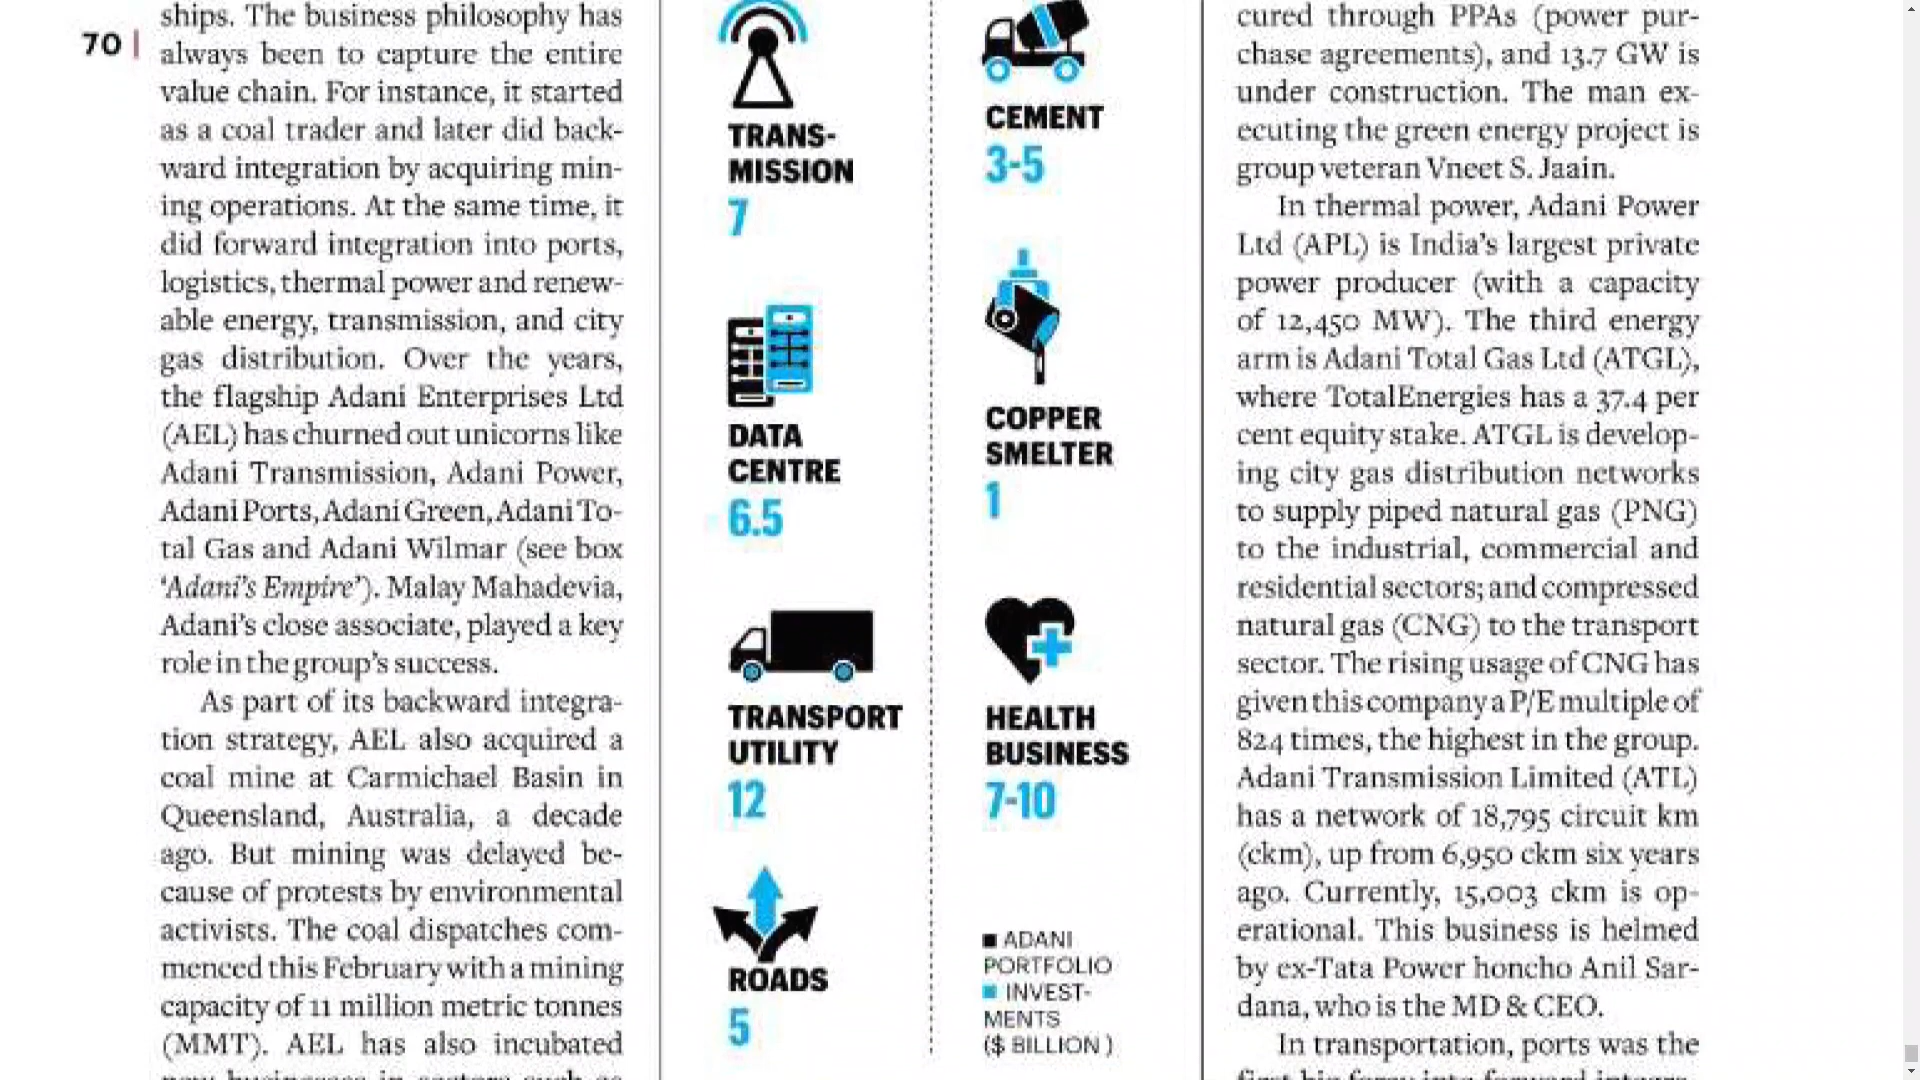 70
ships. The business philosophy has
always been to capture the entire
value chain. For instance, it started
as a coal trader and later did back-
ward integration by acquiring min-
ing operations. At the same time, it
did forward integration into ports,
logistics, thermal power and renew-
able energy, transmission, and city
gas distribution. Over the years,
the flagship Adani Enterprises Ltd
(AEL) has churned out unicorns like
Adani Transmission, Adani Power,
Adani Ports, Adani Green, Adani To-
tal Gas and Adani Wilmar (see box
‘Adani’s Empire’). Malay Mahadevia,
Adani’s close associate, played a key
role in the group’s success.
As part of its backward integra-
tion strategy, AEL also acquired a
coal mine at Carmichael Basin in
Queensland, Australia, a decade
ago. But mining was delayed be-
cause of protests by environmental
activists. The coal dispatches com-
menced this February with a mining
capacity of 11 million metric tonnes
(MMT). AEL has also incubated
new businesses in sectors such as
TRANS-
MISSION
7
DATA
CENTRE
6.5
TRANSPORT
UTILITY
12
ROADS
5
CEMENT
3-5
COPPER
SMELTER
1
HEALTH
BUSINESS
7-10
ADANI
PORTFOLIO
INVEST-
MENTS
($ BILLION )
cured through PPAs (power pur-
chase agreements), and 13.7 GW is
under construction. The man ex-
ecuting the green energy project is
group veteran Vneet S. Jaain.
In thermal power, Adani Power
Ltd (APL) is India’s largest private
power producer (with a capacity
of 12,450 MW). The third energy
arm is Adani Total Gas Ltd (ATGL),
where TotalEnergies has a 37.4 per
cent equity stake. ATGL is develop-
ing city gas distribution networks
to supply piped natural gas (PNG)
to the industrial, commercial and
residential sectors; and compressed
natural gas (CNG) to the transport
sector. The rising usage of CNG has
given this company a P/E multiple of
824 times, the highest in the group.
Adani Transmission Limited (ATL)
has a network of 18,795 circuit km
(ckm), up from 6,950 ckm six years
ago. Currently, 15,003 ckm is op-
erational. This business is helmed
by ex-Tata Power honcho Anil Sar-
dana, who is the MD & CEO.
In transportation, ports was the
first big foray into forward integra-